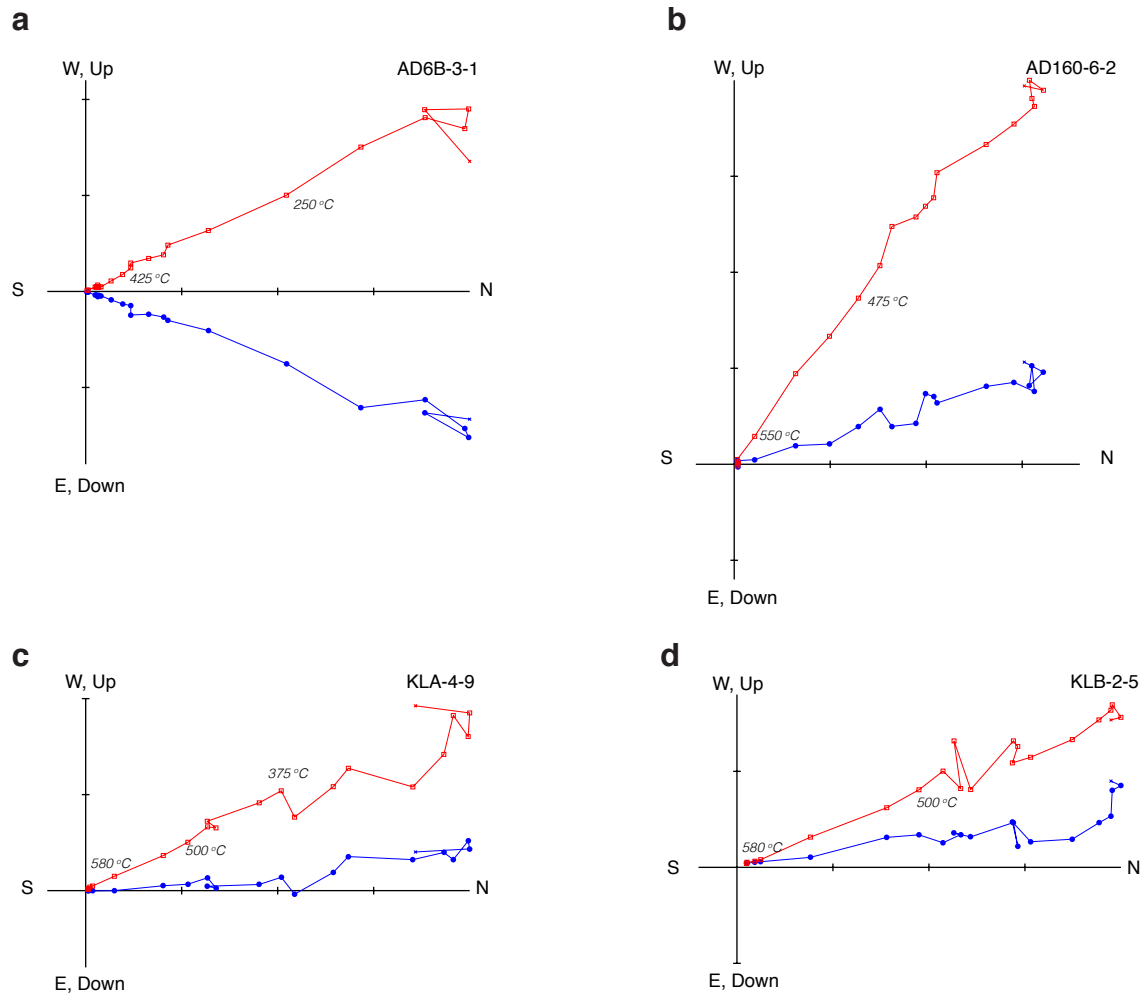 a
W, Up
AD6B-3-1
250 °C
425 °C
S
N
E, Down
b
W, Up
AD160-6-2
475 °C
550 °C
S
N
E, Down
c
W, Up
KLA-4-9
375 °C
500 °C
580 °C
S
N
E, Down
d
W, Up
KLB-2-5
500 °C
580 °C
S
N
E, Down